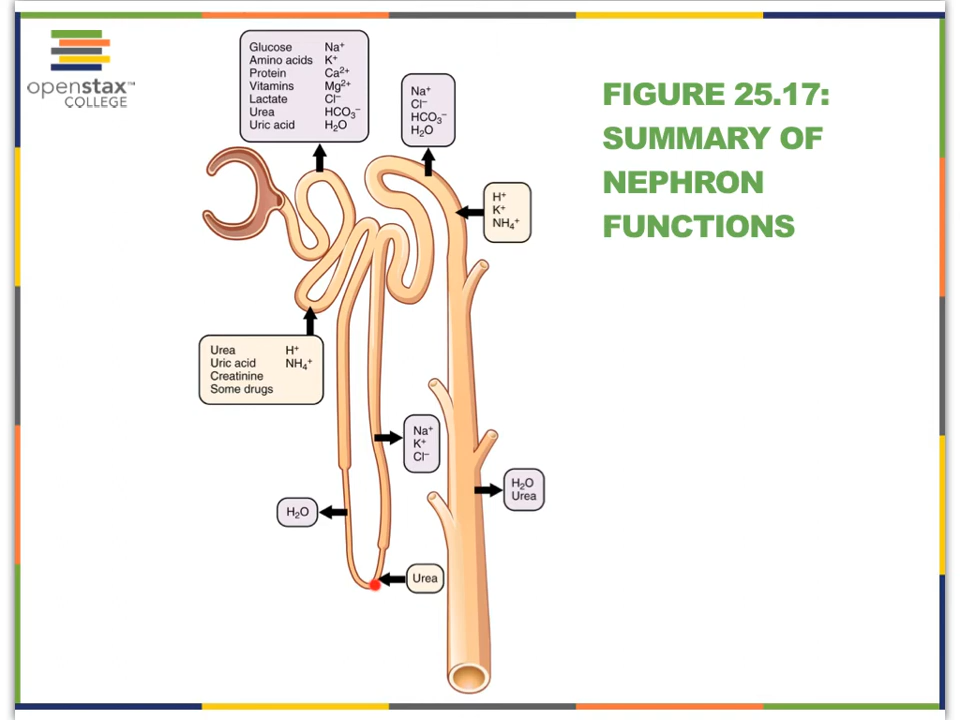 openstax™
COLLEGE
FIGURE 25.17:
SUMMARY OF
NEPHRON
FUNCTIONS
Glucose Na⁺
Amino acids K⁺
Protein Ca²⁺
Vitamins Mg²⁺
Lactate Cl⁻
Urea HCO₃⁻
Uric acid H₂O
Na⁺
Cl⁻
HCO₃⁻
H₂O
H⁺
K⁺
NH₄⁺
Urea H⁺
Uric acid NH₄⁺
Creatinine
Some drugs
Na⁺
K⁺
Cl⁻
H₂O
Urea
H₂O
Urea